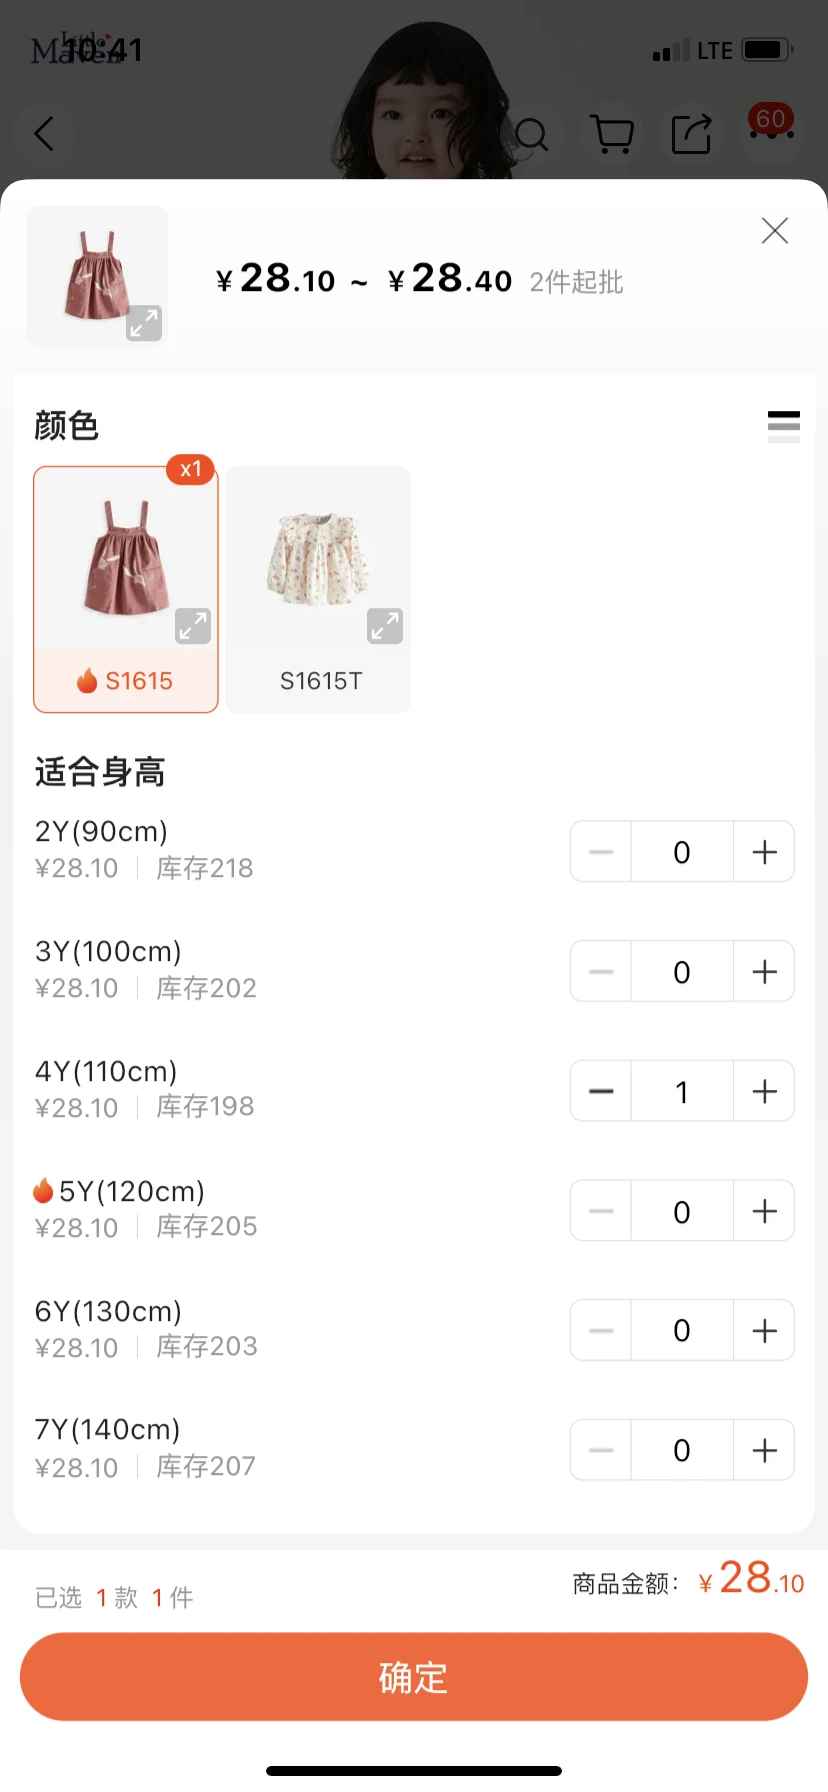 Little Maven
10:41
LTE
60
¥28.10 ~ ¥28.40 2件起批
颜色
x1
S1615
S1615T
适合身高
2Y(90cm)
¥28.10 库存218
0
3Y(100cm)
¥28.10 库存202
0
4Y(110cm)
¥28.10 库存198
1
5Y(120cm)
¥28.10 库存205
0
6Y(130cm)
¥28.10 库存203
0
7Y(140cm)
¥28.10 库存207
0
已选 1 款 1 件
商品金额: ¥28.10
确定